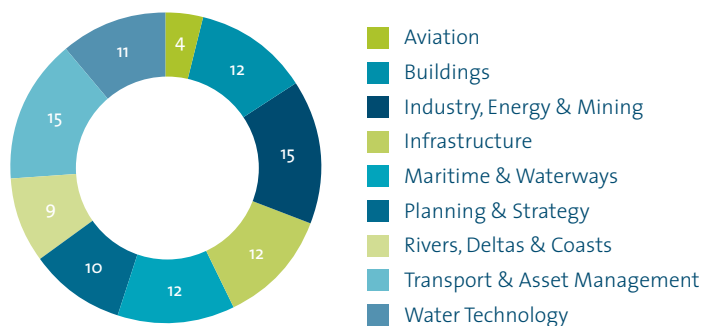 4
12
15
12
12
10
9
15
11
Aviation
Buildings
Industry, Energy & Mining
Infrastructure
Maritime & Waterways
Planning & Strategy
Rivers, Deltas & Coasts
Transport & Asset Management
Water Technology